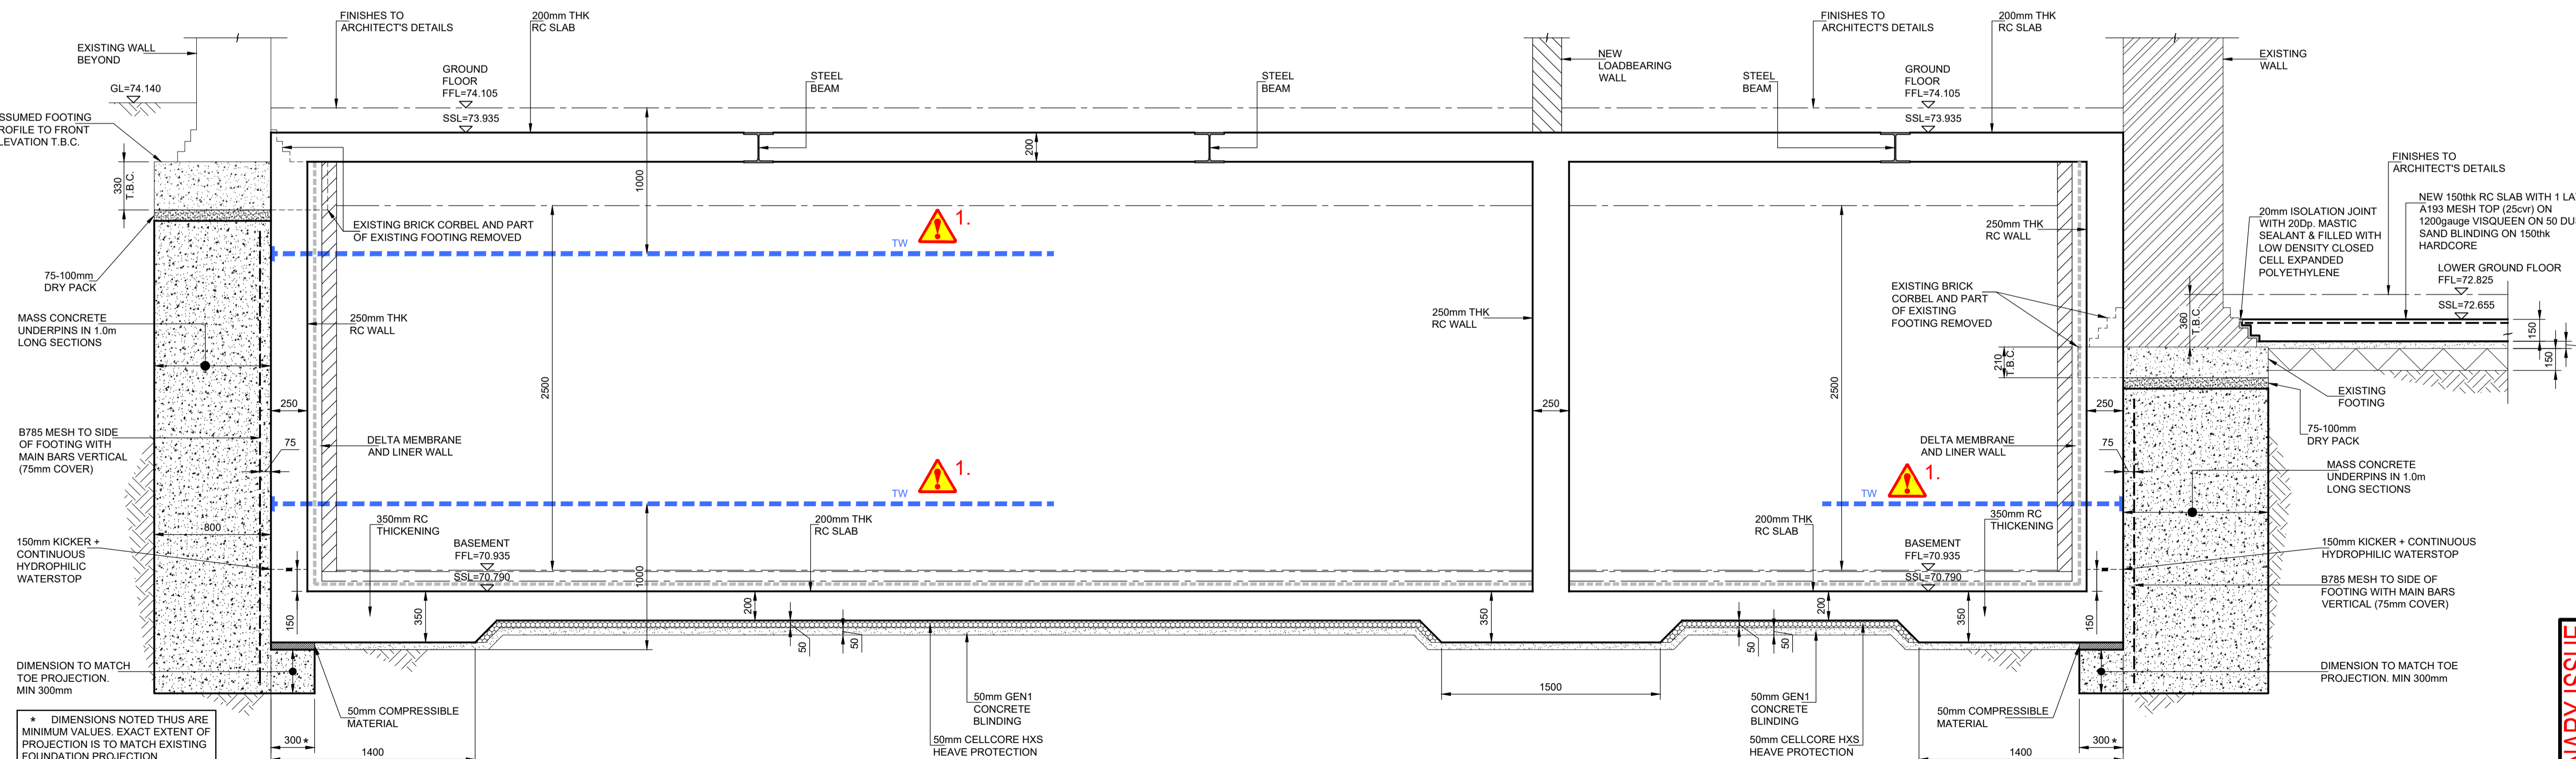 FINISHES TO
ARCHITECT'S DETAILS
200mm THK
RC SLAB
EXISTING WALL
BEYOND
GL=74.140
GROUND
FLOOR
FFL=74.105
SSL=73.935
STEEL
BEAM
STEEL
BEAM
NEW
LOADBEARING
WALL
STEEL
BEAM
FINISHES TO
ARCHITECT'S DETAILS
200mm THK
RC SLAB
GROUND
FLOOR
FFL=74.105
SSL=73.935
EXISTING
WALL
SSUMED FOOTING
ROFILE TO FRONT
LEVATION T.B.C.
330
T.B.C.
200
1000
EXISTING BRICK CORBEL AND PART
OF EXISTING FOOTING REMOVED
75-100mm
DRY PACK
TW
1.
MASS CONCRETE
UNDERPINS IN 1.0m
LONG SECTIONS
250mm THK
RC WALL
250mm THK
RC WALL
250mm THK
RC WALL
EXISTING BRICK
CORBEL AND PART
OF EXISTING
FOOTING REMOVED
FINISHES TO
ARCHITECT'S DETAILS
20mm ISOLATION JOINT
WITH 20Dp. MASTIC
SEALANT & FILLED WITH
LOW DENSITY CLOSED
CELL EXPANDED
POLYETHYLENE
NEW 150thk RC SLAB WITH 1 LA
A193 MESH TOP (25cvr) ON
1200gauge VISQUEEN ON 50 DU
SAND BLINDING ON 150thk
HARDCORE
LOWER GROUND FLOOR
FFL=72.825
SSL=72.655
360
T.B.C.
210
T.B.C.
150
150
EXISTING
FOOTING
75-100mm
DRY PACK
250
2500
250
2500
250
B785 MESH TO SIDE
OF FOOTING WITH
MAIN BARS VERTICAL
(75mm COVER)
75
DELTA MEMBRANE
AND LINER WALL
TW
1.
DELTA MEMBRANE
AND LINER WALL
TW
1.
75
MASS CONCRETE
UNDERPINS IN 1.0m
LONG SECTIONS
800
350mm RC
THICKENING
200mm THK
RC SLAB
200mm THK
RC SLAB
350mm RC
THICKENING
150mm KICKER +
CONTINUOUS
HYDROPHILIC
WATERSTOP
BASEMENT
FFL=70.935
SSL=70.790
1000
BASEMENT
FFL=70.935
SSL=70.790
150mm KICKER + CONTINUOUS
HYDROPHILIC WATERSTOP
B785 MESH TO SIDE OF
FOOTING WITH MAIN BARS
VERTICAL (75mm COVER)
150
350
200
50
50
350
50
50
200
350
150
DIMENSION TO MATCH
TOE PROJECTION.
MIN 300mm
50mm COMPRESSIBLE
MATERIAL
50mm GEN1
CONCRETE
BLINDING
50mm CELLCORE HXS
HEAVE PROTECTION
1500
50mm GEN1
CONCRETE
BLINDING
50mm CELLCORE HXS
HEAVE PROTECTION
50mm COMPRESSIBLE
MATERIAL
DIMENSION TO MATCH TOE
PROJECTION. MIN 300mm
* DIMENSIONS NOTED THUS ARE
MINIMUM VALUES. EXACT EXTENT OF
PROJECTION IS TO MATCH EXISTING
FOUNDATION PROJECTION
300 *
1400
300 *
1400
NARY ISSUE